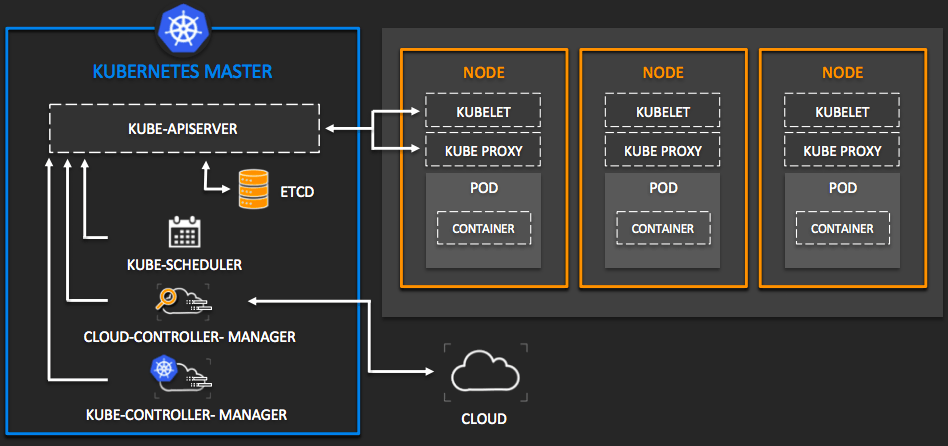 KUBERNETES MASTER
KUBE-APISERVER
ETCD
KUBE-SCHEDULER
CLOUD-CONTROLLER- MANAGER
KUBE-CONTROLLER- MANAGER
NODE
KUBELET
KUBE PROXY
POD
CONTAINER
NODE
KUBELET
KUBE PROXY
POD
CONTAINER
NODE
KUBELET
KUBE PROXY
POD
CONTAINER
CLOUD